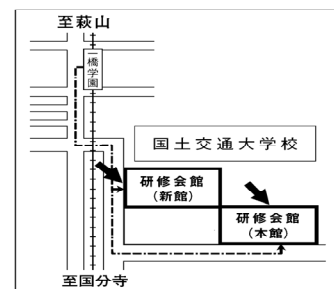 至萩山
一橋学園
国土交通大学校
研修会館
(新館)
研修会館
(本館)
至国分寺